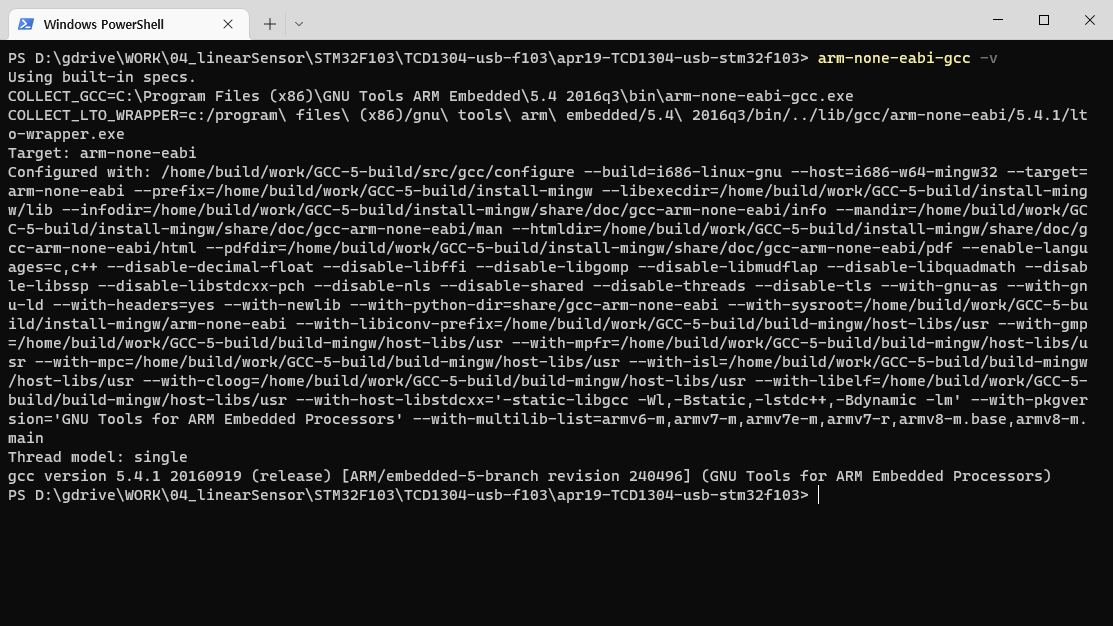 Windows PowerShell
PS D:\gdrive\WORK\04_linearSensor\STM32F103\TCD1304-usb-f103\apr19-TCD1304-usb-stm32f103> arm-none-eabi-gcc -v
Using built-in specs.
COLLECT_GCC=C:\Program Files (x86)\GNU Tools ARM Embedded\5.4 2016q3\bin\arm-none-eabi-gcc.exe
COLLECT_LTO_WRAPPER=c:/program\ files\ (x86)/gnu\ tools\ arm\ embedded/5.4\ 2016q3/bin/../lib/gcc/arm-none-eabi/5.4.1/lt
o-wrapper.exe
Target: arm-none-eabi
Configured with: /home/build/work/GCC-5-build/src/gcc/configure --build=i686-linux-gnu --host=i686-w64-mingw32 --target=
arm-none-eabi --prefix=/home/build/work/GCC-5-build/install-mingw --libexecdir=/home/build/work/GCC-5-build/install-ming
w/lib --infodir=/home/build/work/GCC-5-build/install-mingw/share/doc/gcc-arm-none-eabi/info --mandir=/home/build/work/GC
C-5-build/install-mingw/share/doc/gcc-arm-none-eabi/man --htmldir=/home/build/work/GCC-5-build/install-mingw/share/doc/g
cc-arm-none-eabi/html --pdfdir=/home/build/work/GCC-5-build/install-mingw/share/doc/gcc-arm-none-eabi/pdf --enable-langu
ages=c,c++ --disable-decimal-float --disable-libffi --disable-libgomp --disable-libmudflap --disable-libquadmath --disab
le-libssp --disable-libstdcxx-pch --disable-nls --disable-shared --disable-threads --disable-tls --with-gnu-as --with-gn
u-ld --with-headers=yes --with-newlib --with-python-dir=share/gcc-arm-none-eabi --with-sysroot=/home/build/work/GCC-5-bu
ild/install-mingw/arm-none-eabi --with-libiconv-prefix=/home/build/work/GCC-5-build/build-mingw/host-libs/usr --with-gmp
=/home/build/work/GCC-5-build/build-mingw/host-libs/usr --with-mpfr=/home/build/work/GCC-5-build/build-mingw/host-libs/u
sr --with-mpc=/home/build/work/GCC-5-build/build-mingw/host-libs/usr --with-isl=/home/build/work/GCC-5-build/build-mingw
/host-libs/usr --with-cloog=/home/build/work/GCC-5-build/build-mingw/host-libs/usr --with-libelf=/home/build/work/GCC-5-
build/build-mingw/host-libs/usr --with-host-libstdcxx='-static-libgcc -Wl,-Bstatic,-lstdc++,-Bdynamic -lm' --with-pkgver
sion='GNU Tools for ARM Embedded Processors' --with-multilib-list=armv6-m,armv7-m,armv7e-m,armv7-r,armv8-m.base,armv8-m.
main
Thread model: single
gcc version 5.4.1 20160919 (release) [ARM/embedded-5-branch revision 240496] (GNU Tools for ARM Embedded Processors)
PS D:\gdrive\WORK\04_linearSensor\STM32F103\TCD1304-usb-f103\apr19-TCD1304-usb-stm32f103>